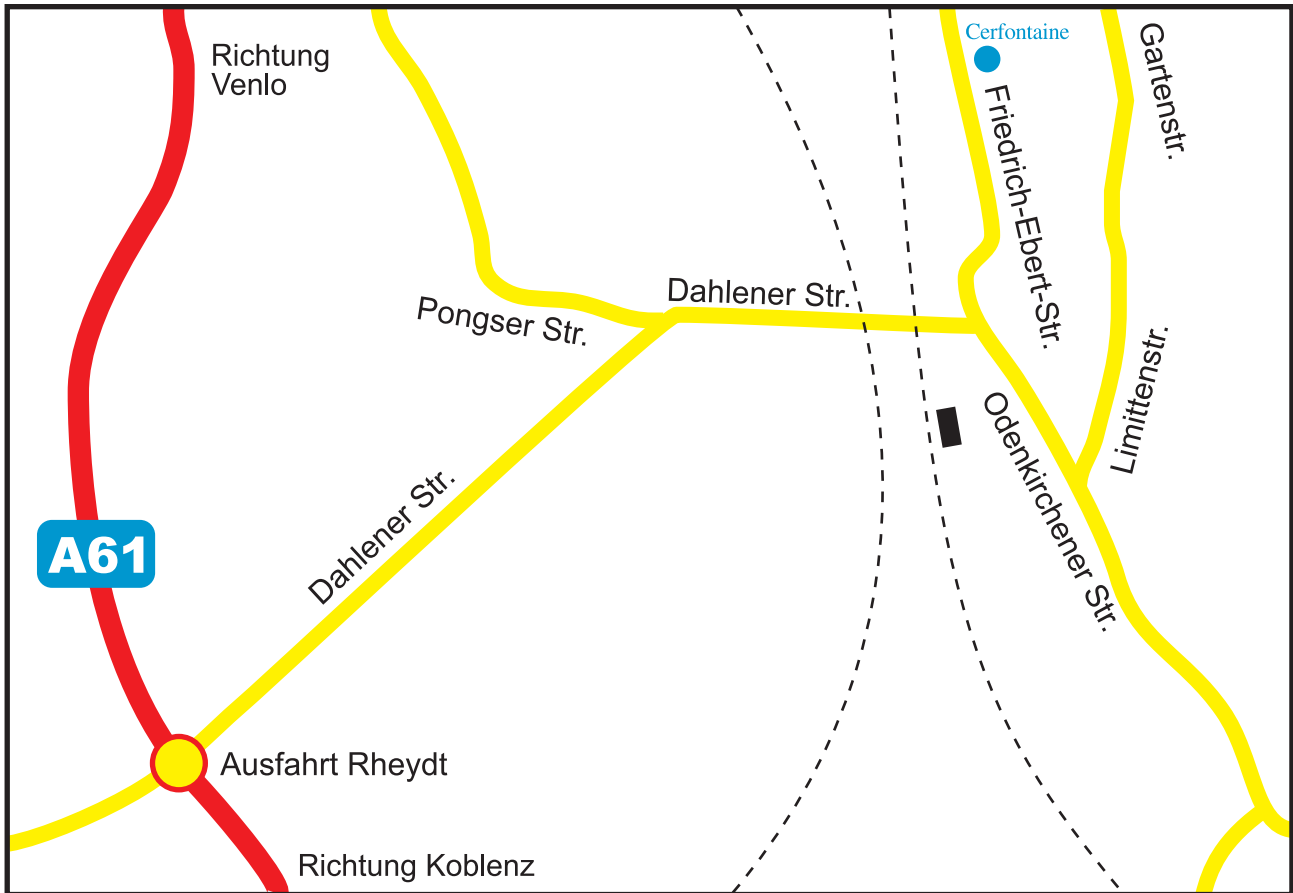 Cerfontaine
Richtung
Venlo
Gartenstr.
Friedrich-Ebert-Str.
Dahlener Str.
Pongser Str.
Limittenstr.
Odenkirchener Str.
Dahlener Str.
A61
Ausfahrt Rheydt
Richtung Koblenz